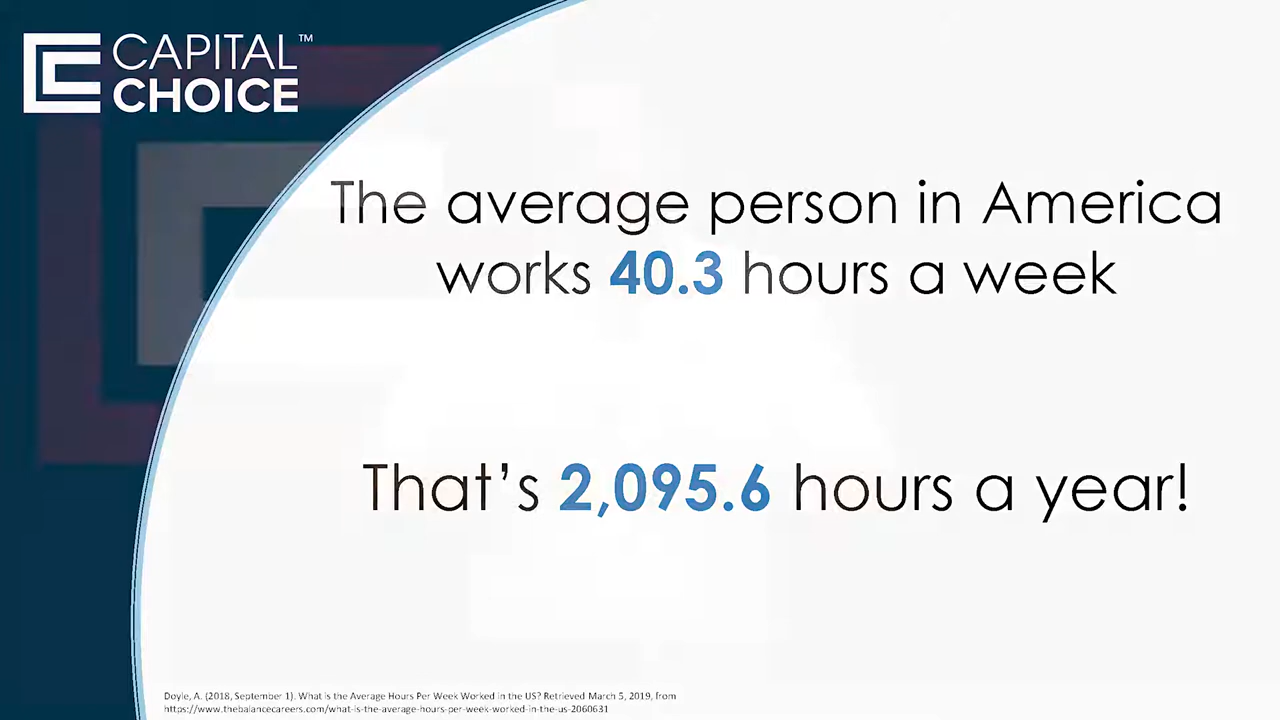 CAPITAL™
CHOICE
The average person in America
works 40.3 hours a week
That's 2,095.6 hours a year!
Doyle, A. (2018, September 1). What Is the Average Hours Per Week Worked in the US? Retrieved March 5, 2019, from
https://www.thebalancecareers.com/what-is-the-average-hours-per-week-worked-in-the-us-2060631